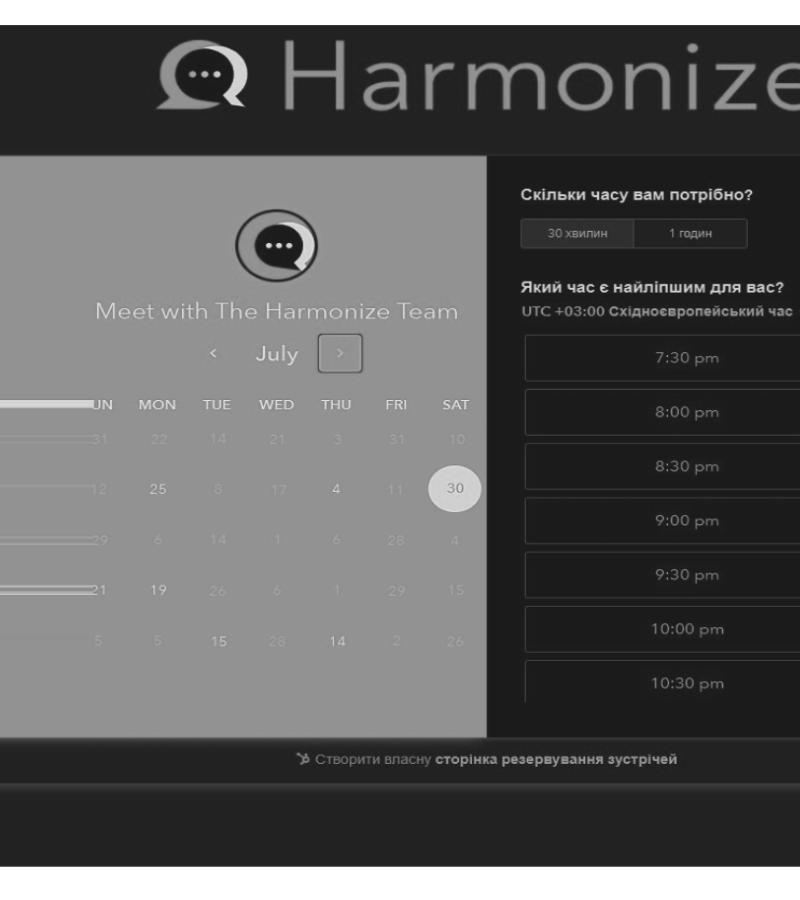 Harmonize
Meet with The Harmonize Team
< July >
UN MON TUE WED THU FRI SAT
31 22 14 21 3 31 10
12 25 8 17 4 11 30
29 6 14 1 6 28 4
21 19 26 6 1 29 15
5 5 15 28 14 2 26
Скільки часу вам потрібно?
30 хвилин 1 годин
Який час є найліпшим для вас?
UTC +03:00 Східноєвропейський час
7:30 pm
8:00 pm
8:30 pm
9:00 pm
9:30 pm
10:00 pm
10:30 pm
Створити власну сторінка резервування зустрічей